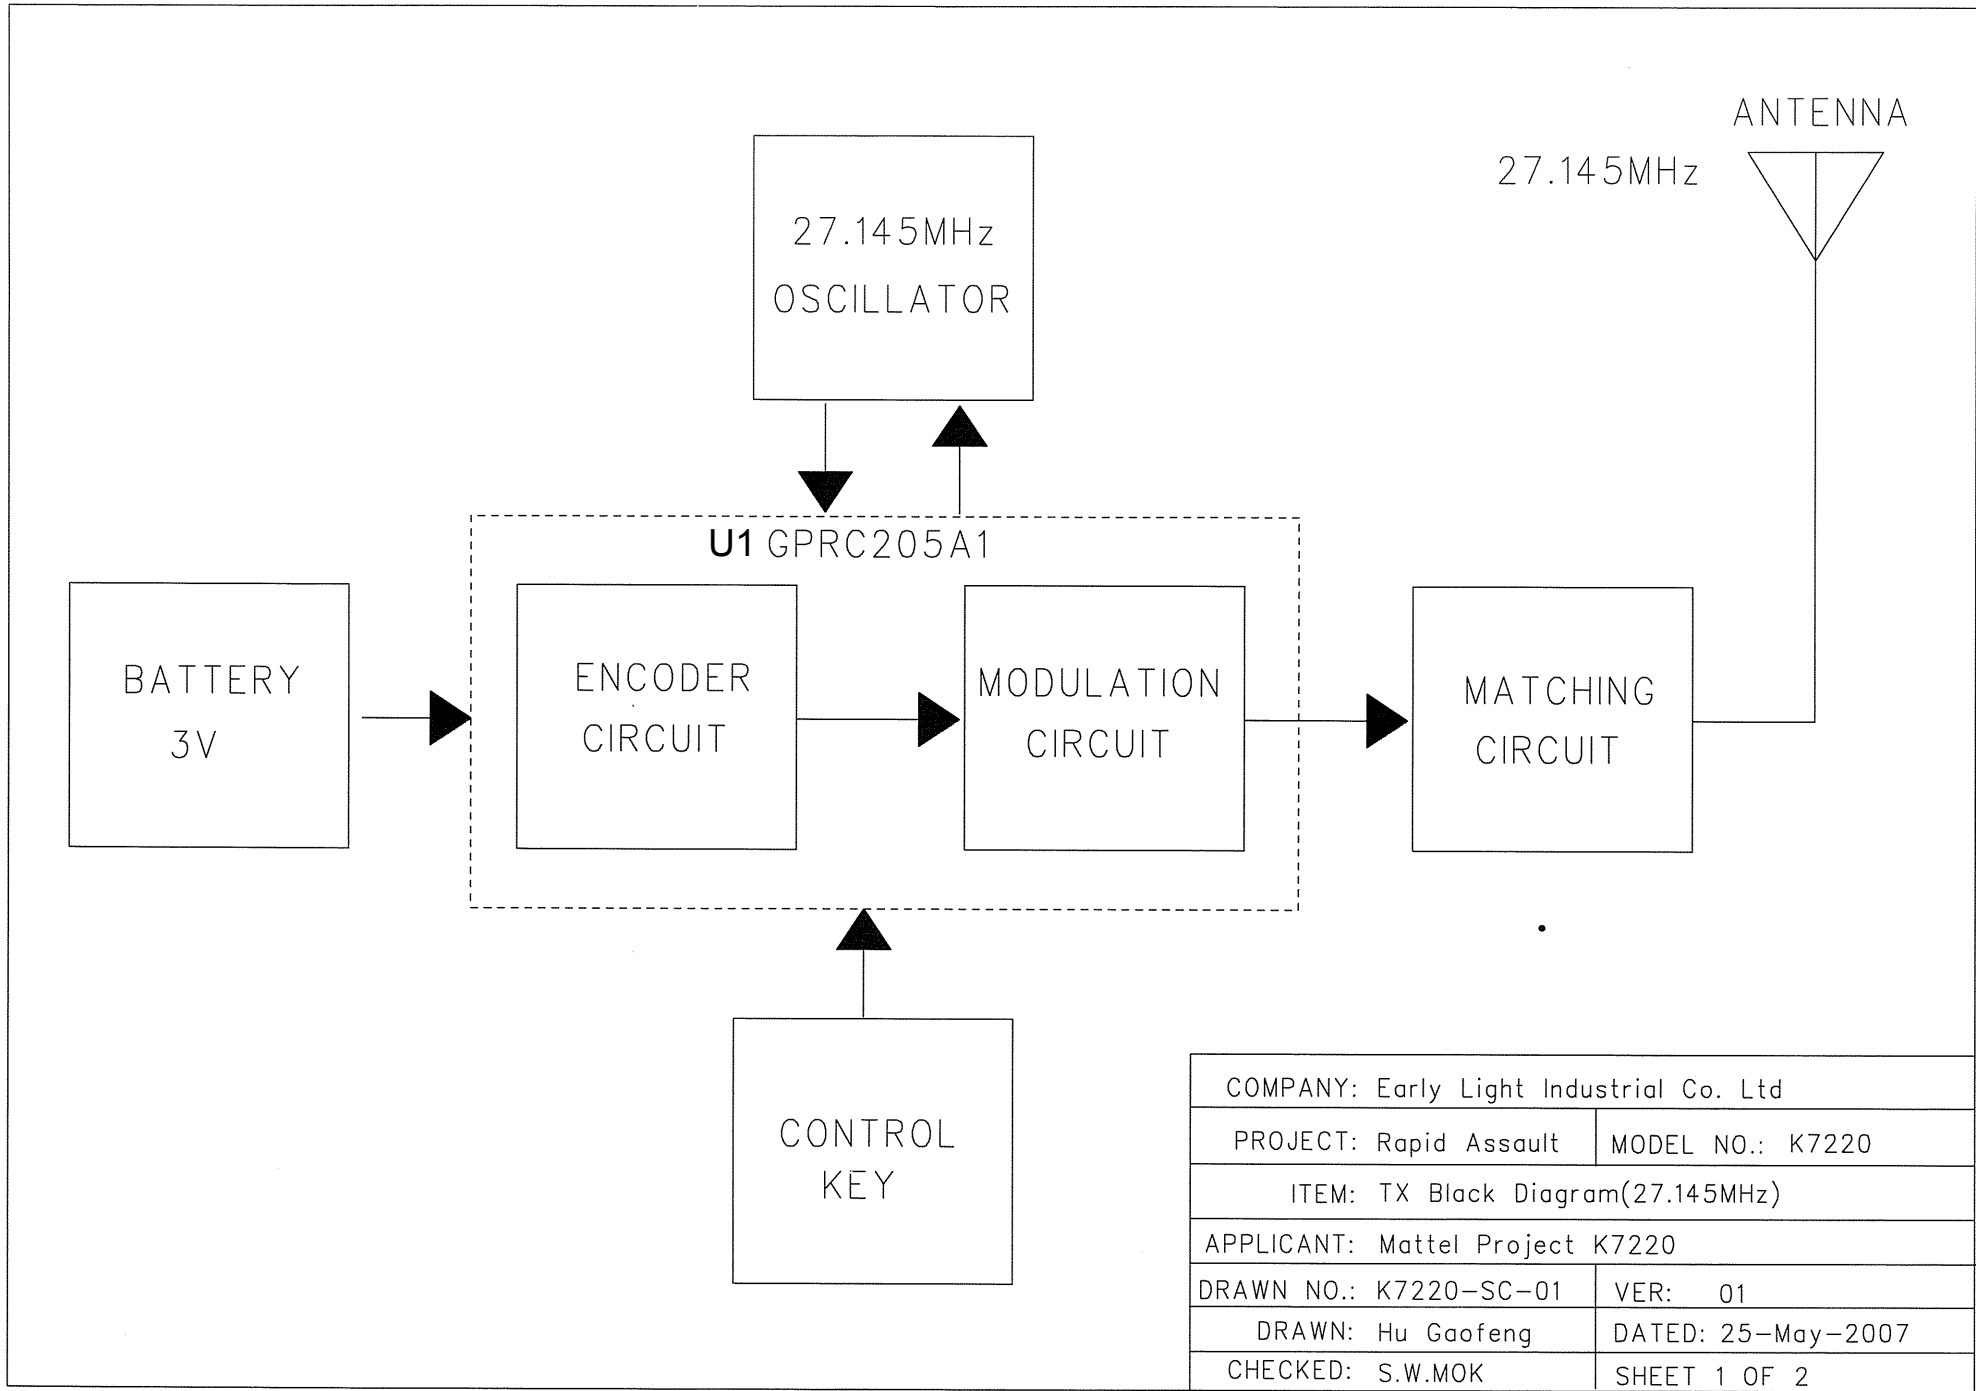 ANTENNA
27.145MHz
27.145MHz
OSCILLATOR
U1 GPRC205A1
BATTERY
3V
ENCODER
CIRCUIT
MODULATION
CIRCUIT
MATCHING
CIRCUIT
CONTROL
KEY
COMPANY: Early Light Industrial Co. Ltd
PROJECT: Rapid Assault MODEL NO.: K7220
ITEM: TX Black Diagram(27.145MHz)
APPLICANT: Mattel Project K7220
DRAWN NO.: K7220-SC-01 VER: 01
DRAWN: Hu Gaofeng DATED: 25-May-2007
CHECKED: S.W.MOK SHEET 1 OF 2